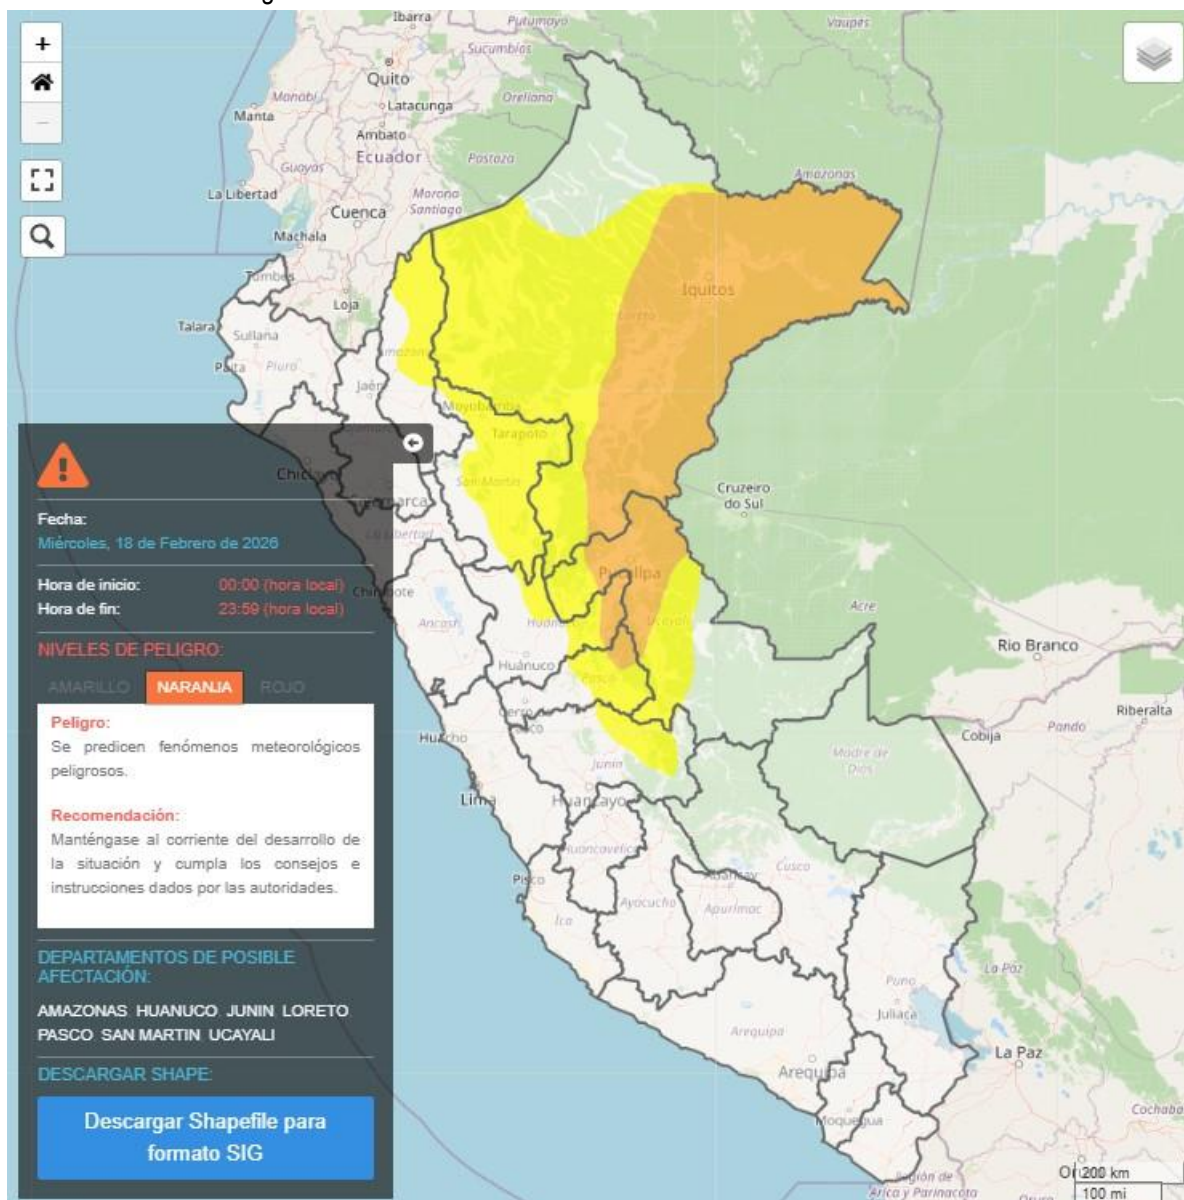 Ibarra
Putumayo
Vaupés
+
Sucumbíos
Quito
Manabí
Latacunga
Orellana
Manta
Ambato
Ecuador
Pastaza
Guayas
Amazonas
La Libertad
Morona
Santiago
Cuenca
Machala
Tumbes
Loja
Iquitos
Loreto
Talara
Sullana
Amazonas
Paita
Piura
Jaén
Moyobamba
Tarapoto
San Martín
Cruzeiro
do Sul
La Libertad
Pucallpa
Ancash
Huánuco
Ucayali
Acre
Rio Branco
Huánuco
Pasco
Riberalta
Pando
Cobija
Huacho
Madre de
Dios
Junín
Lima
Huancayo
Huancavelica
Cusco
Pisco
Abancay
Ayacucho
Apurímac
Ica
La Paz
Puno
Juliaca
Arequipa
La Paz
Arequipa
Moquegua
Región de
Arica y Parinacota
200 km
100 mi
Fecha:
Miércoles, 18 de Febrero de 2026
Hora de inicio: 00:00 (hora local)
Hora de fin: 23:59 (hora local)
NIVELES DE PELIGRO:
AMARILLO NARANJA ROJO
Peligro:
Se predicen fenómenos meteorológicos
peligrosos.
Recomendación:
Manténgase al corriente del desarrollo de
la situación y cumpla los consejos e
instrucciones dados por las autoridades.
DEPARTAMENTOS DE POSIBLE
AFECTACIÓN:
AMAZONAS HUANUCO JUNIN LORETO
PASCO SAN MARTIN UCAYALI
DESCARGAR SHAPE:
Descargar Shapefile para
formato SIG